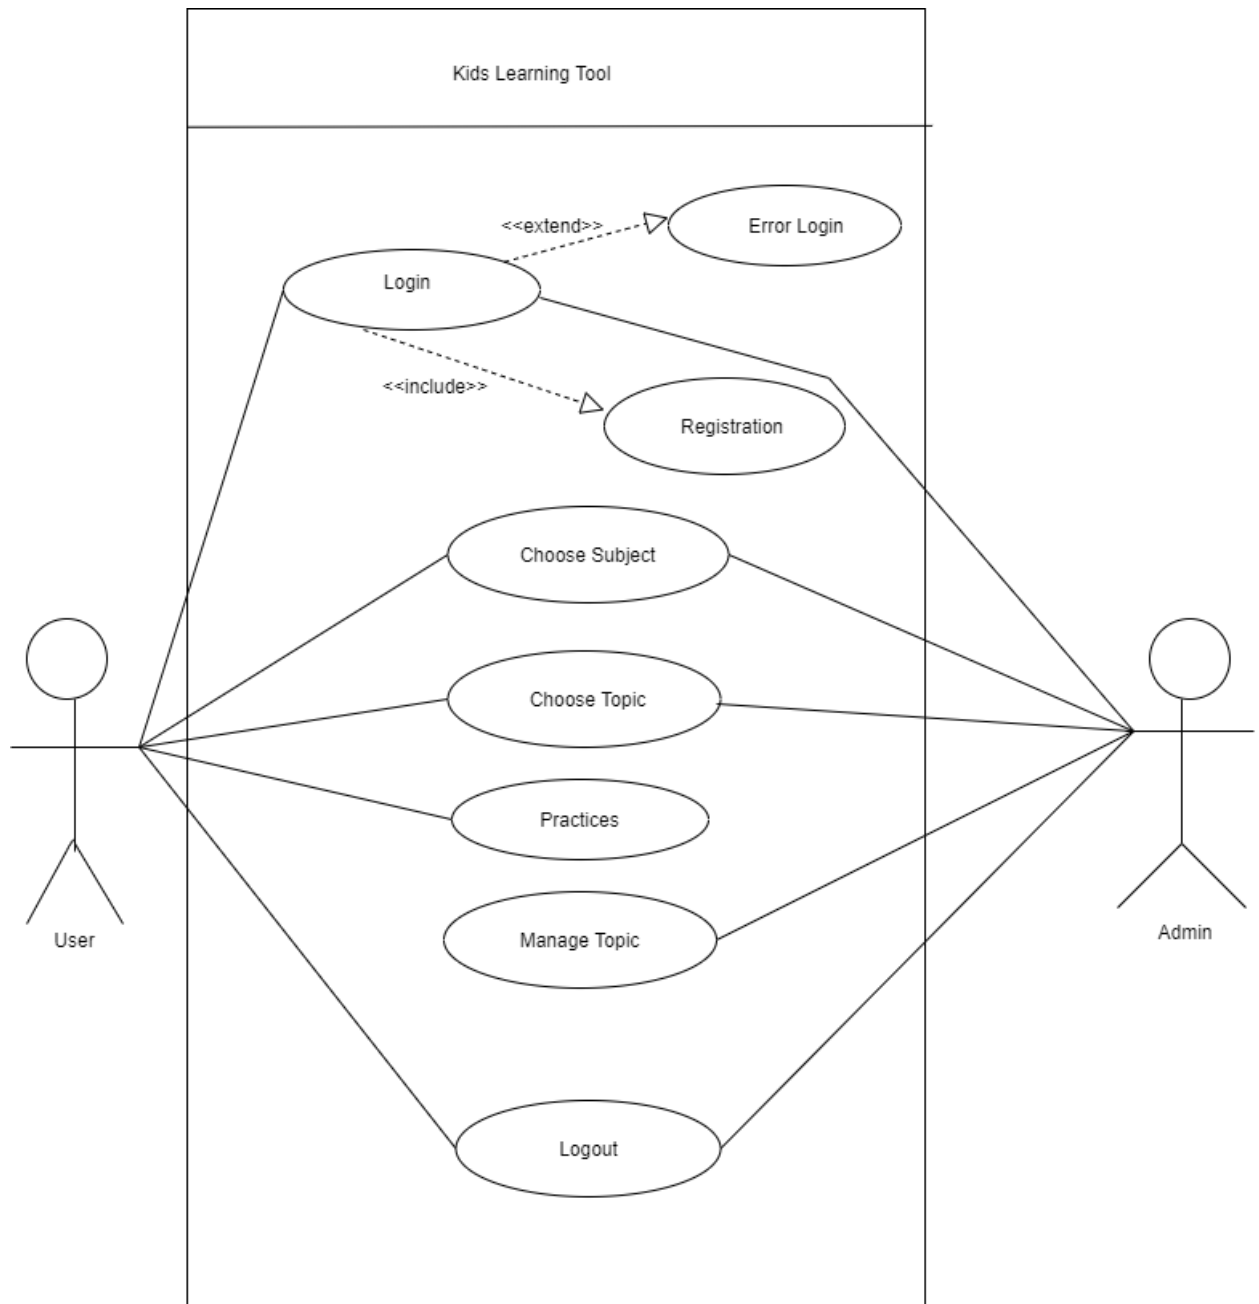 Kids Learning Tool
<<extend>>
Error Login
Login
<<include>>
Registration
Choose Subject
Choose Topic
Practices
Manage Topic
User
Admin
Logout